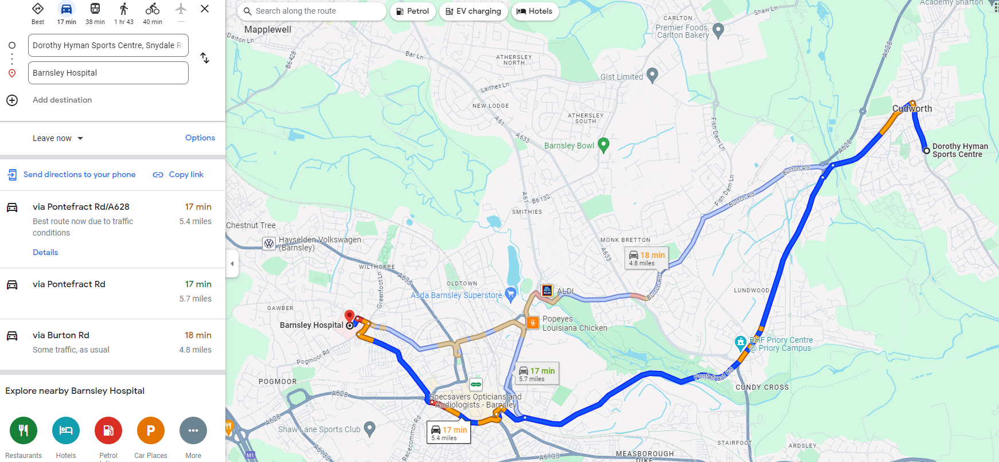 Best
17 min
38 min
1 hr 43
40 min
Dorothy Hyman Sports Centre, Snydale R
Barnsley Hospital
Add destination
Leave now
Options
Send directions to your phone
Copy link
via Pontefract Rd/A628
17 min
Best route now due to traffic
5.4 miles
conditions
Details
via Pontefract Rd
17 min
5.7 miles
via Burton Rd
18 min
Some traffic, as usual
4.8 miles
Explore nearby Barnsley Hospital
P
Restaurants
Hotels
Petrol
Car Places
More
Search along the route
Petrol
EV charging
Hotels
Mapplewell
Darton Ln
B6428
Bar Ln
ATHERSLEY
NORTH
CARLTON
Premier Foods,
Carlton Bakery
Shaw Ln
Academy Shafton
A628
Gist Limited
Laithes Ln
NEW LODGE
A61
A633
ATHERSLEY
SOUTH
Barnsley Bowl
Fish Dam Ln
Cudworth
Dorothy Hyman
Sports Centre
A628
Burton Rd
Fish Dam Ln
Burton Rd
A61
B6132
SMITHIES
Chestnut Tree
Hayselden Volkswagen
(Barnsley)
MONK BRETTON
A633
18 min
4.8 miles
WILTHORPE
A635
Greenfoot Ln
OLDTOWN
Asda Barnsley Superstore
ALDI
ALDI
Burton Rd
LUNDWOOD
GAWBER
Barnsley Hospital
Popeyes
Louisiana Chicken
BHF Priory Centre
@ Priory Campus
Pogmoor Rd
17 min
5.7 miles
Pontefract Rd
POGMOOR
CUNDY CROSS
A628
Specsavers Opticians and
Audiologists - Barnsley
A628
Shaw Lane Sports Club
Racecommon Rd
17 min
5.4 miles
M1
A6133
STAIRFOOT
ARDSLEY
MEASBOROUGH
DIKE